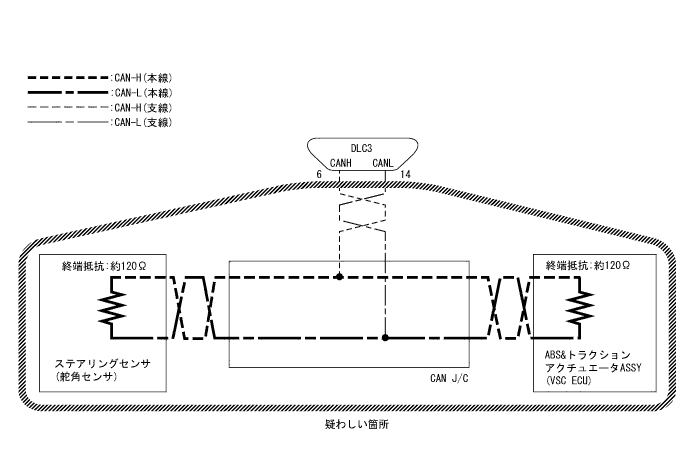 :CAN-H(本線)
:CAN-L(本線)
:CAN-H(支線)
:CAN-L(支線)
DLC3
CANH CANL
6 14
終端抵抗:約120Ω
終端抵抗:約120Ω
ステアリングセンサ
(舵角センサ)
ABS&トラクション
アクチュエータASSY
(VSC ECU)
CAN J/C
疑わしい箇所